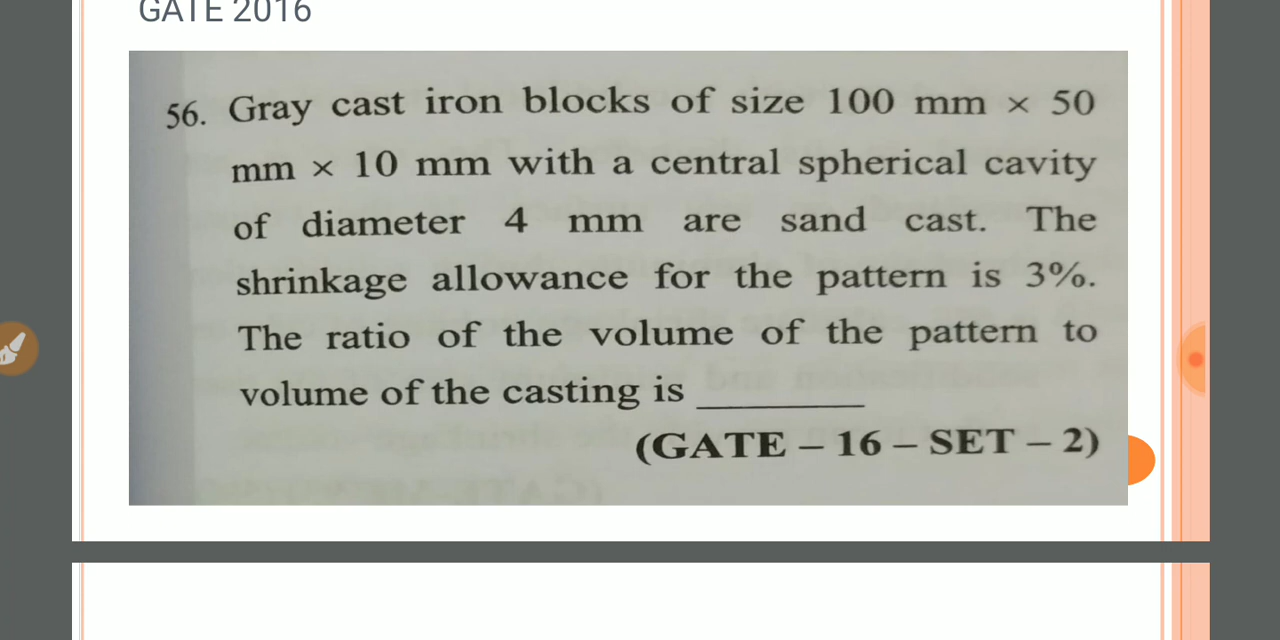 GATE 2016
56. Gray cast iron blocks of size 100 mm × 50
mm × 10 mm with a central spherical cavity
of diameter 4 mm are sand cast. The
shrinkage allowance for the pattern is 3%.
The ratio of the volume of the pattern to
volume of the casting is ________
(GATE – 16 – SET – 2)